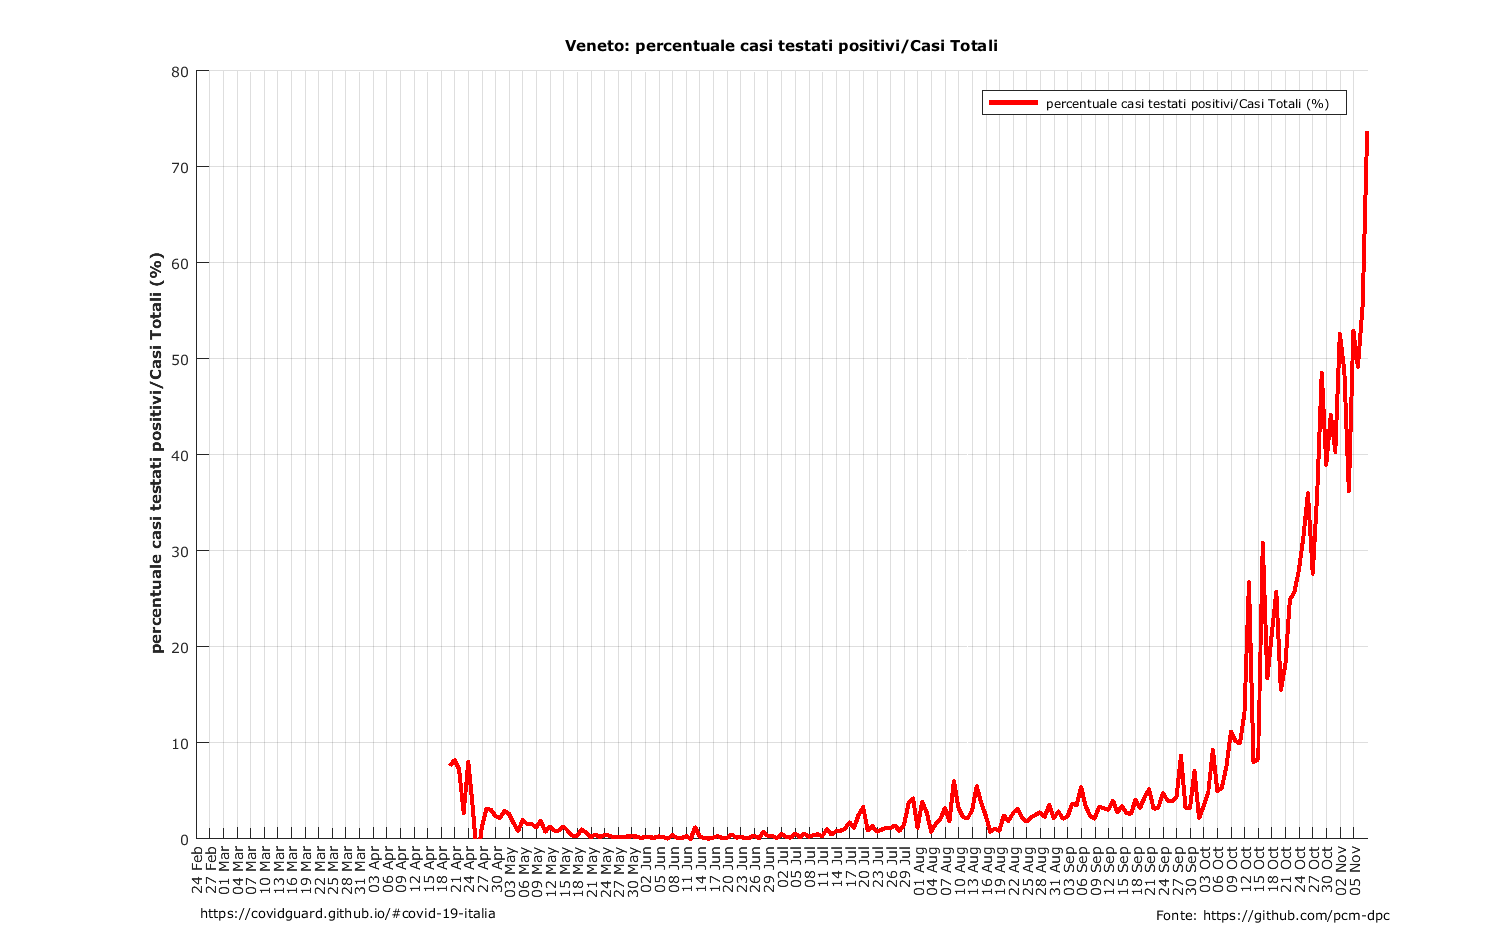 Veneto: percentuale casi testati positivi/Casi Totali
percentuale casi testati positivi/Casi Totali (%)
percentuale casi testati positivi/Casi Totali (%)
80
70
60
50
40
30
20
10
0
24 Feb
27 Feb
01 Mar
04 Mar
07 Mar
10 Mar
13 Mar
16 Mar
19 Mar
22 Mar
25 Mar
28 Mar
31 Mar
03 Apr
06 Apr
09 Apr
12 Apr
15 Apr
18 Apr
21 Apr
24 Apr
27 Apr
30 Apr
03 May
06 May
09 May
12 May
15 May
18 May
21 May
24 May
27 May
30 May
02 Jun
05 Jun
08 Jun
11 Jun
14 Jun
17 Jun
20 Jun
23 Jun
26 Jun
29 Jun
02 Jul
05 Jul
08 Jul
11 Jul
14 Jul
17 Jul
20 Jul
23 Jul
26 Jul
29 Jul
01 Aug
04 Aug
07 Aug
10 Aug
13 Aug
16 Aug
19 Aug
22 Aug
25 Aug
28 Aug
31 Aug
03 Sep
06 Sep
09 Sep
12 Sep
15 Sep
18 Sep
21 Sep
24 Sep
27 Sep
30 Sep
03 Oct
06 Oct
09 Oct
12 Oct
15 Oct
18 Oct
21 Oct
24 Oct
27 Oct
30 Oct
02 Nov
05 Nov
https://covidguard.github.io/#covid-19-italia
Fonte: https://github.com/pcm-dpc